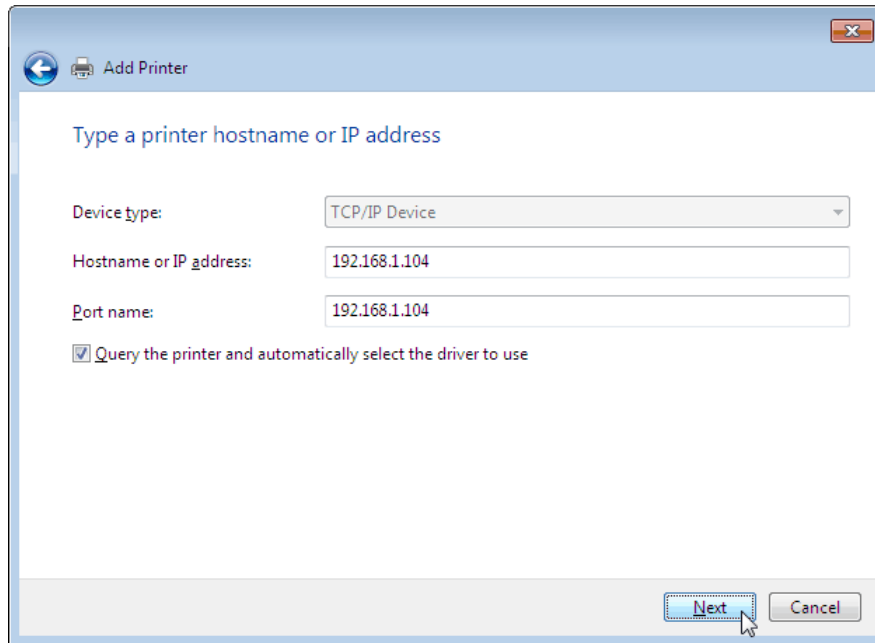 Add Printer
Type a printer hostname or IP address
Device type: TCP/IP Device
Hostname or IP address: 192.168.1.104
Port name: 192.168.1.104
Query the printer and automatically select the driver to use
Next Cancel